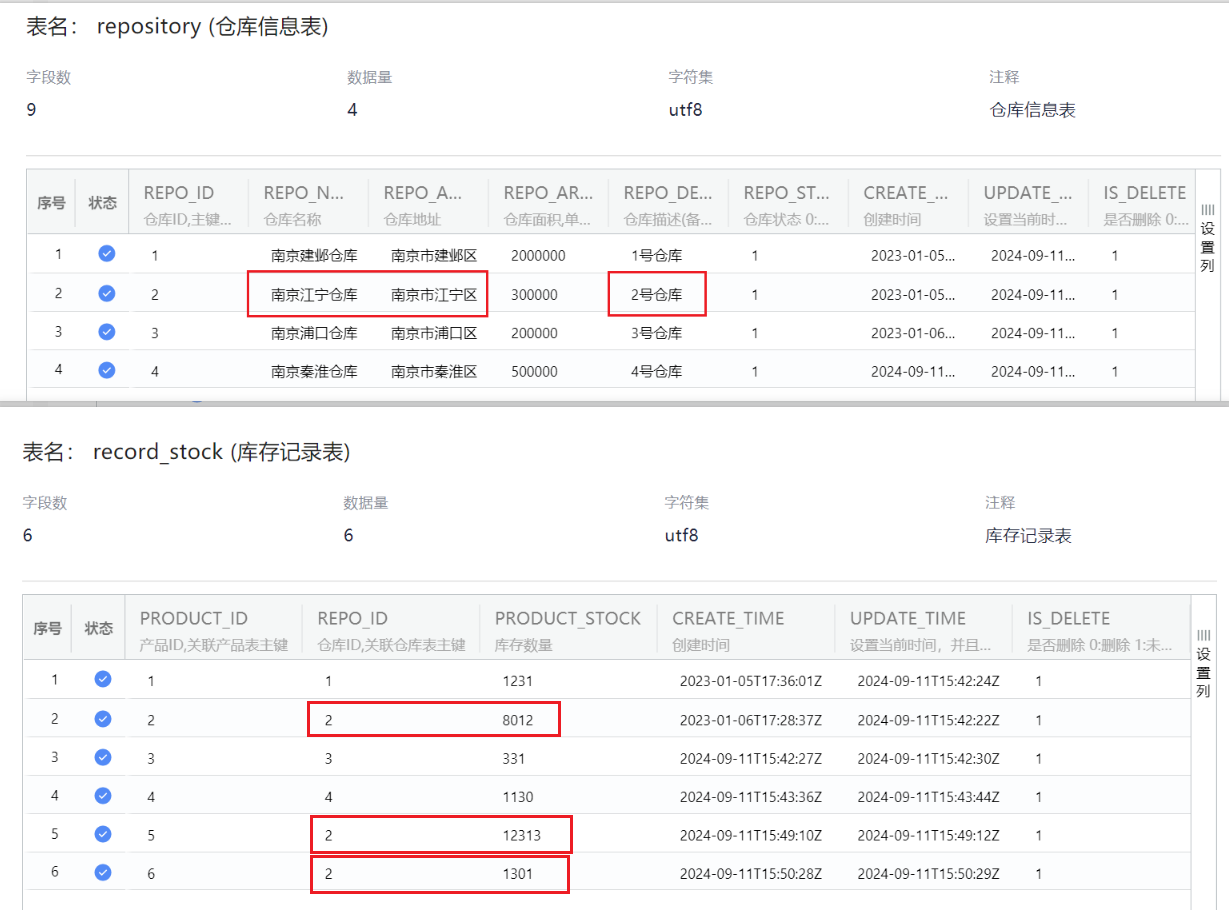 表名： repository (仓库信息表)
字段数 数据量 字符集 注释
9 4 utf8 仓库信息表
序号 状态 REPO_ID REPO_N... REPO_A... REPO_AR... REPO_DE... REPO_ST... CREATE_... UPDATE_... IS_DELETE
仓库ID,主键... 仓库名称 仓库地址 仓库面积,单... 仓库描述(备... 仓库状态 0:... 创建时间 设置当前时... 是否删除 0:...
设置列
1 1 南京建邺仓库 南京市建邺区 2000000 1号仓库 1 2023-01-05... 2024-09-11... 1
2 2 南京江宁仓库 南京市江宁区 300000 2号仓库 1 2023-01-05... 2024-09-11... 1
3 3 南京浦口仓库 南京市浦口区 200000 3号仓库 1 2023-01-06... 2024-09-11... 1
4 4 南京秦淮仓库 南京市秦淮区 500000 4号仓库 1 2024-09-11... 2024-09-11... 1
表名： record_stock (库存记录表)
字段数 数据量 字符集 注释
6 6 utf8 库存记录表
序号 状态 PRODUCT_ID REPO_ID PRODUCT_STOCK CREATE_TIME UPDATE_TIME IS_DELETE
产品ID,关联产品表主键 仓库ID,关联仓库表主键 库存数量 创建时间 设置当前时间，并且... 是否删除 0:删除 1:未...
设置列
1 1 1 1231 2023-01-05T17:36:01Z 2024-09-11T15:42:24Z 1
2 2 2 8012 2023-01-06T17:28:37Z 2024-09-11T15:42:22Z 1
3 3 3 331 2024-09-11T15:42:27Z 2024-09-11T15:42:30Z 1
4 4 4 1130 2024-09-11T15:43:36Z 2024-09-11T15:43:44Z 1
5 5 2 12313 2024-09-11T15:49:10Z 2024-09-11T15:49:12Z 1
6 6 2 1301 2024-09-11T15:50:28Z 2024-09-11T15:50:29Z 1